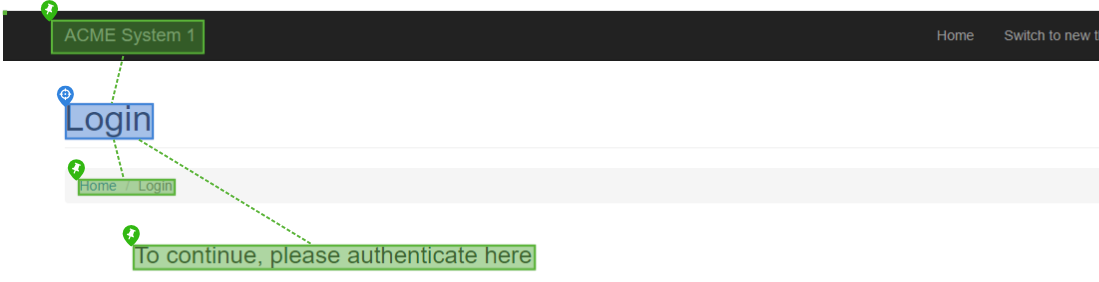 ACME System 1 Home Switch to new
Login
Home / Login
To continue, please authenticate here